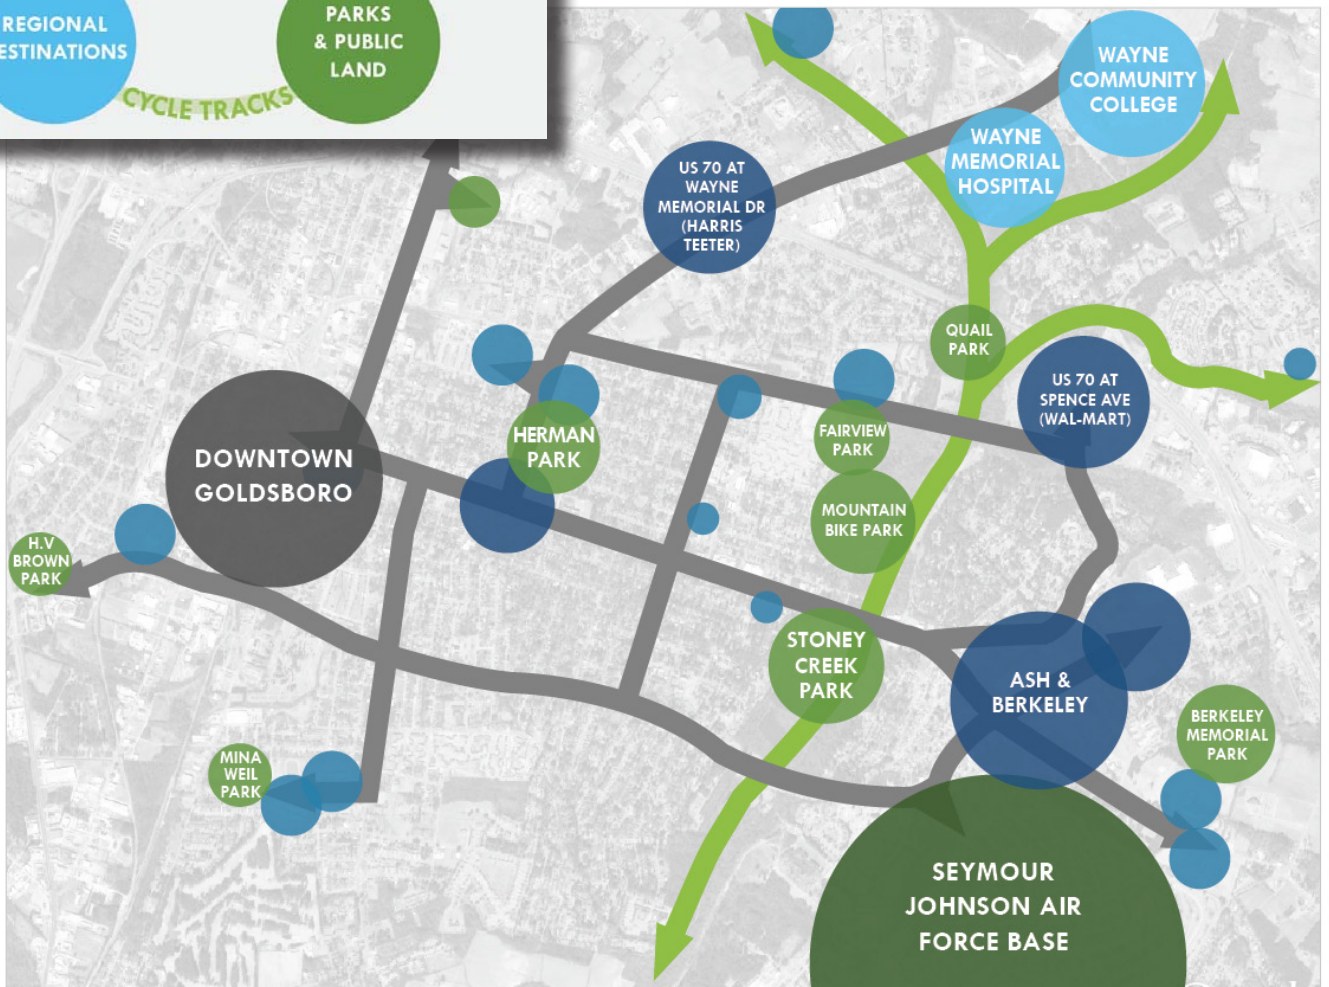 REGIONAL
ESTINATIONS
PARKS
& PUBLIC
LAND
CYCLE TRACKS
WAYNE
COMMUNITY
COLLEGE
WAYNE
MEMORIAL
HOSPITAL
US 70 AT
WAYNE
MEMORIAL DR
(HARRIS
TEETER)
QUAIL
PARK
US 70 AT
SPENCE AVE
(WAL-MART)
HERMAN
PARK
FAIRVIEW
PARK
DOWNTOWN
GOLDSBORO
MOUNTAIN
BIKE PARK
H.V
BROWN
PARK
STONEY
CREEK
PARK
ASH &
BERKELEY
BERKELEY
MEMORIAL
PARK
MINA
WEIL
PARK
SEYMOUR
JOHNSON AIR
FORCE BASE